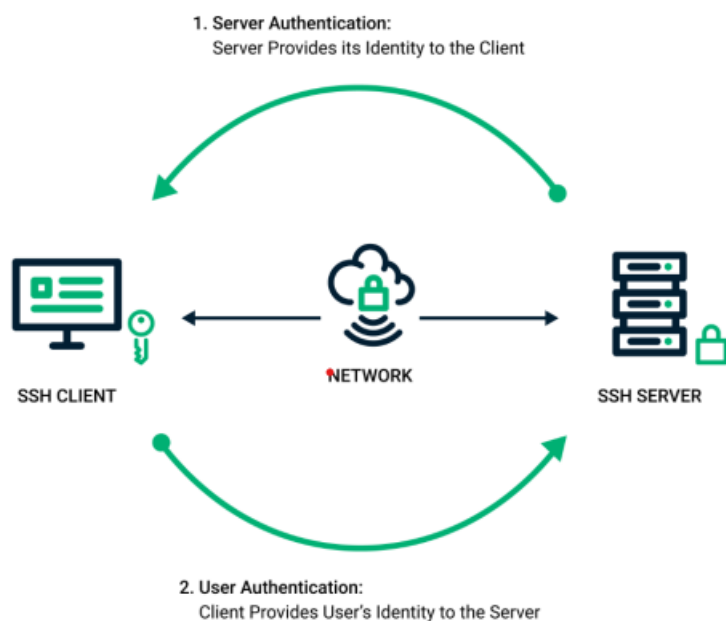 1. Server Authentication:
Server Provides its Identity to the Client
NETWORK
SSH CLIENT
SSH SERVER
2. User Authentication:
Client Provides User's Identity to the Server